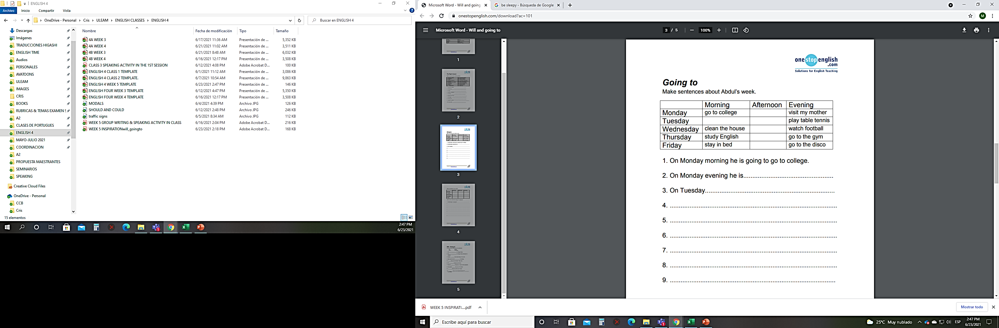 ENGLISH 4
Archivo Inicio Compartir Vista
OneDrive - Personal > Cris > ULEAM > ENGLISH CLASSES > ENGLISH 4
Buscar en ENGLISH 4
Descargas
Imágenes
TRADUCCIONES HIGASHI
ENGLISH TIME
Audios
PERSONALES
AVATOONS
ULEAM
IMAGES
CRIS
BOOKS
RUBRICAS & TEMAS EXAMEN S
A2
CLASES DE PORTUGUES
ENGLISH 4
MAYO-JULIO 2021
COORDINACION
A2
PROPUESTA MAESTRANTES
SEMINARIOS
SPEAKING
Creative Cloud Files
OneDrive - Personal
CCB
Cris
Nombre Fecha de modificación Tipo Tamaño
4A WEEK 3 6/17/2021 11:36 AM Presentación de ... 5,352 KB
4A WEEK 4 6/21/2021 11:02 AM Presentación de ... 3,511 KB
4B WEEK 3 6/21/2021 8:48 AM Presentación de ... 6,032 KB
4B WEEK 4 6/16/2021 12:17 PM Presentación de ... 3,508 KB
CLASS 3 SPEAKING ACTIVITY IN THE 1ST SESSION 6/12/2021 4:08 PM Adobe Acrobat D... 100 KB
ENGLISH 4 CLASS 1 TEMPLATE 6/1/2021 11:12 AM Presentación de ... 3,086 KB
ENGLISH 4 CLASS 2 TEMPLATE. 6/7/2021 10:54 AM Presentación de ... 9,863 KB
ENGLISH 4 WEEK 5 TEMPLATE 6/23/2021 2:47 PM Presentación de ... 146 KB
ENGLISH FOUR WEEK 3 TEMPLATE 6/12/2021 4:47 PM Presentación de ... 5,350 KB
ENGLISH FOUR WEEK 4 TEMPLATE 6/16/2021 12:17 PM Presentación de ... 3,508 KB
MODALS 6/4/2021 4:39 PM Archivo JPG 126 KB
SHOULD AND COULD 6/12/2021 2:48 PM Archivo JPG 246 KB
traffic signs 6/5/2021 8:34 AM Archivo JPG 112 KB
WEEK 5 GROUP WRITING & SPEAKING ACTIVITY IN CLASS 6/16/2021 2:04 PM Adobe Acrobat D... 216 KB
WEEK 5 INSPIRATIONwill_goingto 6/23/2021 2:18 PM Adobe Acrobat D... 168 KB
15 elementos
2:47 PM
6/23/2021
Microsoft Word - Will and going
be sleepy - Búsqueda de Google
onestopenglish.com/download?ac=101
M
Microsoft Word - Will and going to
3 / 5
100%
1
2
3
4
5
one stop english
.com
Solutions for English Teaching
Going to
Make sentences about Abdul's week.
Morning Afternoon Evening
Monday go to college visit my mother
Tuesday play table tennis
Wednesday clean the house watch football
Thursday study English go to the gym
Friday stay in bed go to the disco
1. On Monday morning he is going to go to college.
2. On Monday evening he is..................................................
3. On Tuesday........................................................................
4. ............................................................................................
5. ............................................................................................
6. ............................................................................................
7. ............................................................................................
8. ............................................................................................
9. ...........................................................................................
WEEK 5 INSPIRATI....pdf
Mostrar todo
Escribe aquí para buscar
25°C Muy nublado
ESP
2:47 PM
6/23/2021